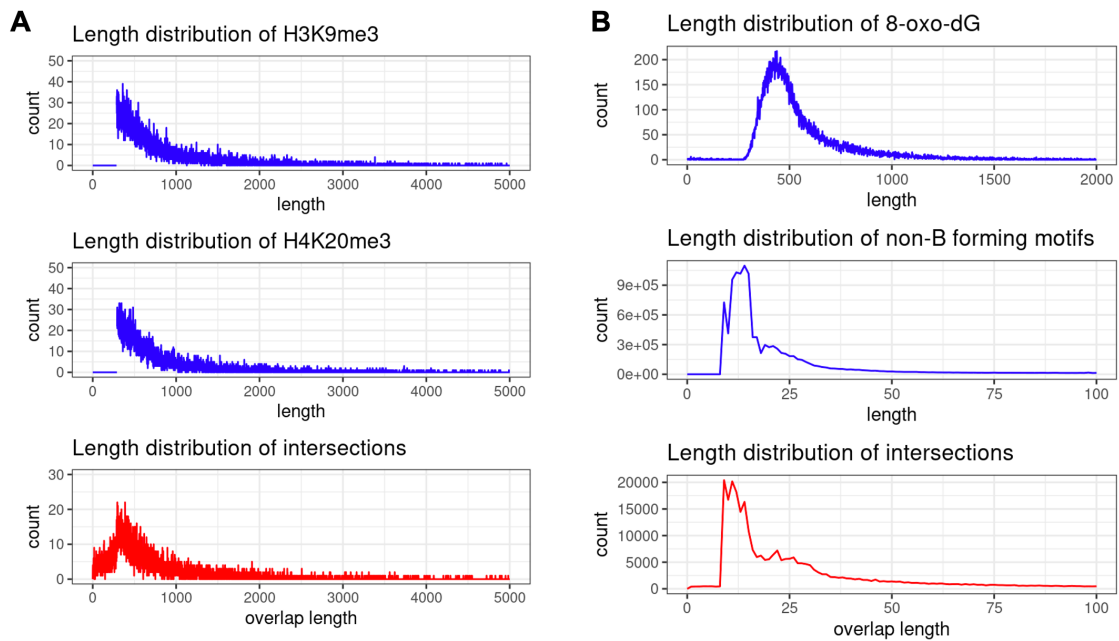 A
Length distribution of H3K9me3
count
50
40
30
20
10
0
0 1000 2000 3000 4000 5000
length
Length distribution of H4K20me3
count
50
40
30
20
10
0
0 1000 2000 3000 4000 5000
length
Length distribution of intersections
count
30
20
10
0
0 1000 2000 3000 4000 5000
overlap length
B
Length distribution of 8-oxo-dG
count
200
150
100
50
0
0 500 1000 1500 2000
length
Length distribution of non-B forming motifs
count
9e+05
6e+05
3e+05
0e+00
0 25 50 75 100
length
Length distribution of intersections
count
20000
15000
10000
5000
0
0 25 50 75 100
overlap length